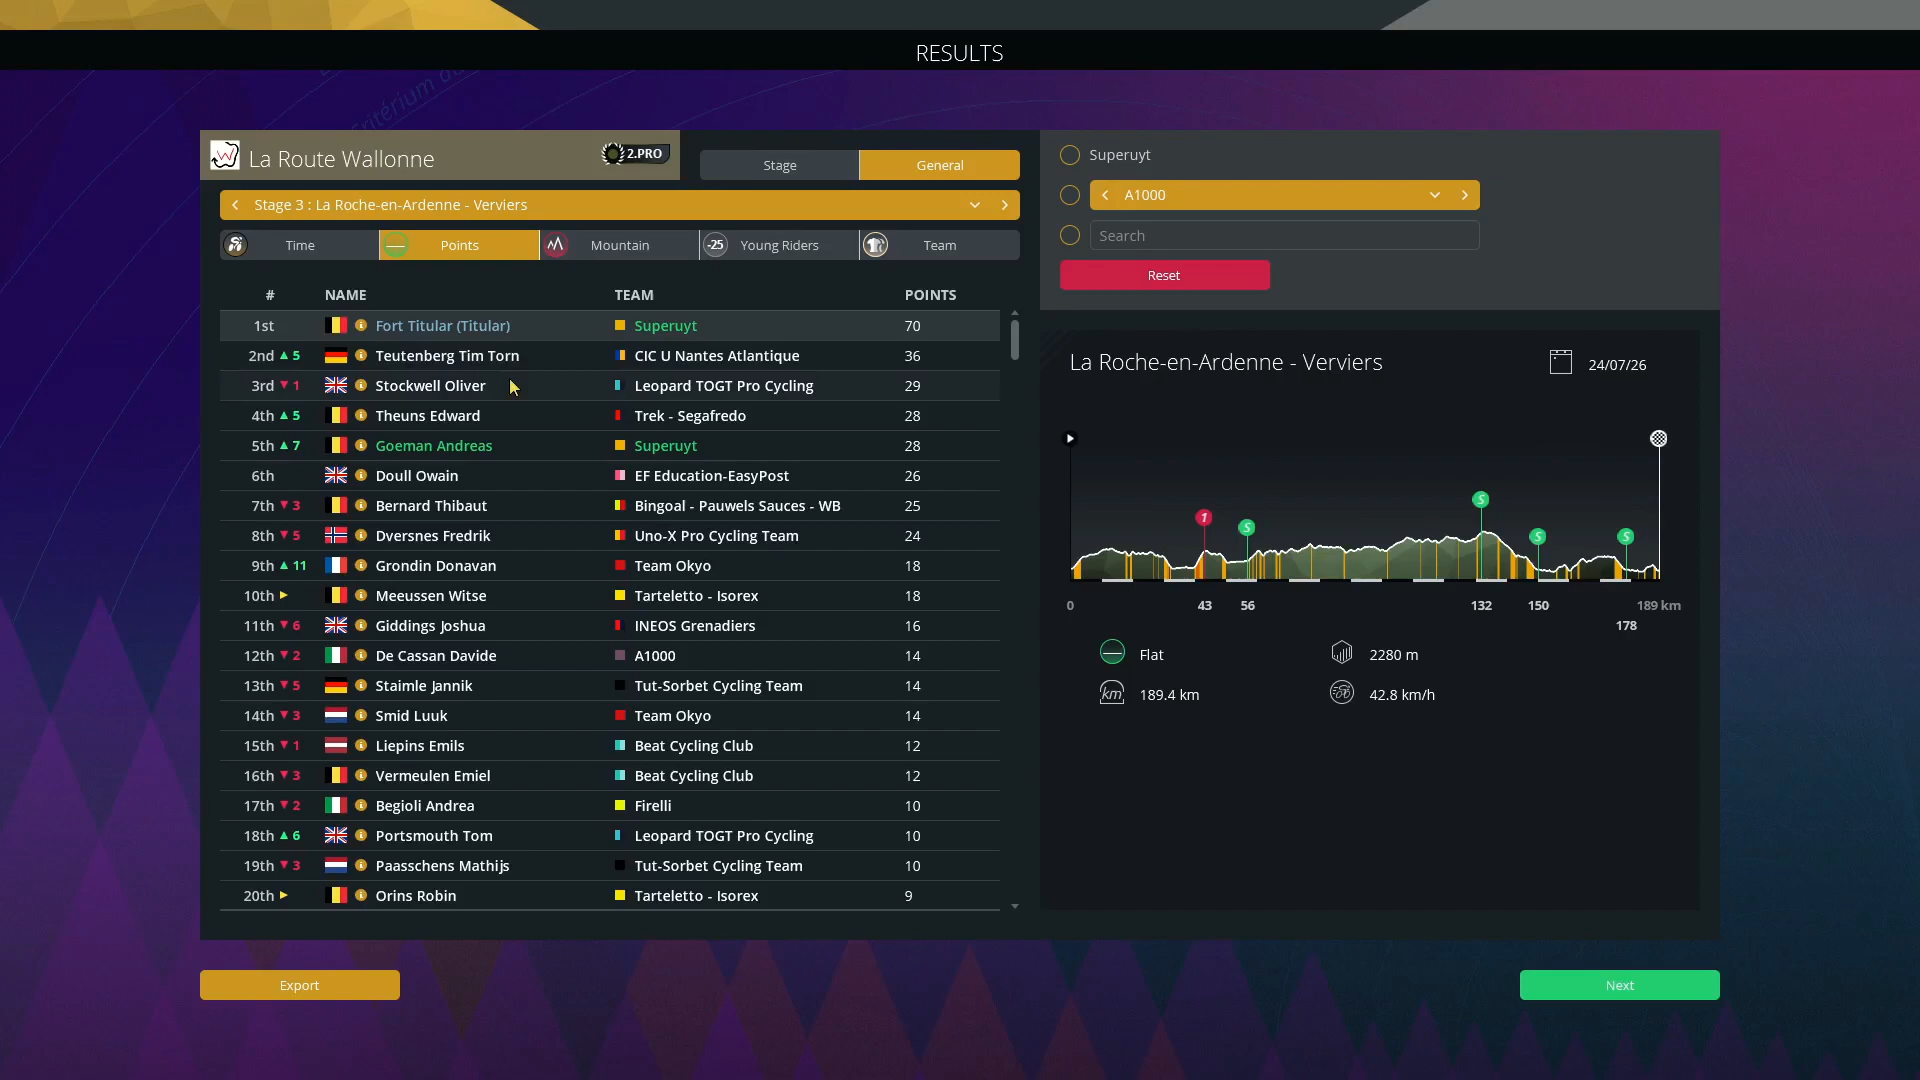 RESULTS
La Route Wallonne
2.PRO
Stage
General
Stage 3 : La Roche-en-Ardenne - Verviers
Time
Points
Mountain
-25 Young Riders
Team
# NAME TEAM POINTS
1st Fort Titular (Titular) Superuyt 70
2nd ▲ 5 Teutenberg Tim Torn CIC U Nantes Atlantique 36
3rd ▼ 1 Stockwell Oliver Leopard TOGT Pro Cycling 29
4th ▲ 5 Theuns Edward Trek - Segafredo 28
5th ▲ 7 Goeman Andreas Superuyt 28
6th Doull Owain EF Education-EasyPost 26
7th ▼ 3 Bernard Thibaut Bingoal - Pauwels Sauces - WB 25
8th ▼ 5 Dversnes Fredrik Uno-X Pro Cycling Team 24
9th ▲ 11 Grondin Donavan Team Okyo 18
10th ► Meeussen Witse Tarteletto - Isorex 18
11th ▼ 6 Giddings Joshua INEOS Grenadiers 16
12th ▼ 2 De Cassan Davide A1000 14
13th ▼ 5 Staimle Jannik Tut-Sorbet Cycling Team 14
14th ▼ 3 Smid Luuk Team Okyo 14
15th ▼ 1 Liepins Emils Beat Cycling Club 12
16th ▼ 3 Vermeulen Emiel Beat Cycling Club 12
17th ▼ 2 Begioli Andrea Firelli 10
18th ▲ 6 Portsmouth Tom Leopard TOGT Pro Cycling 10
19th ▼ 3 Paasschens Mathijs Tut-Sorbet Cycling Team 10
20th ► Orins Robin Tarteletto - Isorex 9
Superuyt
A1000
Search
Reset
La Roche-en-Ardenne - Verviers
24/07/26
1 S S S S
0 43 56 132 150 189 km
178
Flat
2280 m
km 189.4 km
42.8 km/h
Export
Next